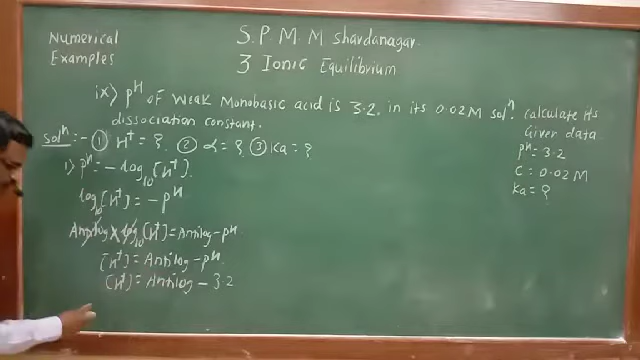 Numerical
Examples
S.P.M.M Shardanagar.
3 Ionic Equilibrium
ix) pH of weak Monobasic acid is 3.2. in its 0.02 M solⁿ. Calculate its
dissociation constant.
Given data
pH = 3.2
C = 0.02 M
Ka = ?
Solⁿ:- ① H⁺ = ? ② α = ? ③ Ka = ?
1) pH = - log₁₀ [H⁺].
log₁₀ [H⁺] = - pH
Antilog x log₁₀ [H⁺] = Antilog - pH
[H⁺] = Antilog - pH.
[H⁺] = Antilog - 3.2